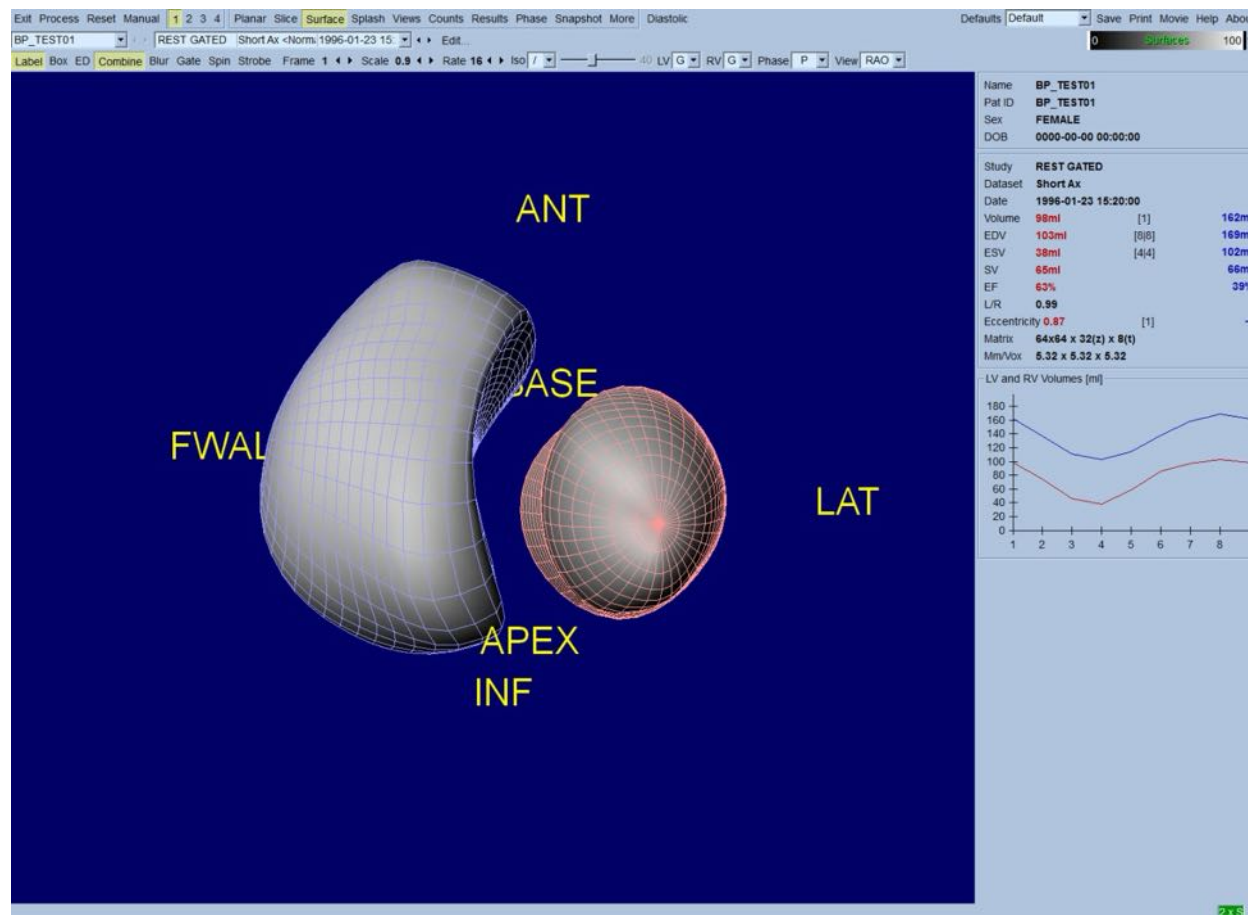 Exit Process Reset Manual 1 2 3 4 Planar Slice Surface Splash Views Counts Results Phase Snapshot More Diastolic Defaults Default Save Print Movie Help Abou
BP_TEST01 REST GATED Short Ax <Norm 1996-01-23 15: Edit... 0 Surfaces 100
Label Box ED Combine Blur Gate Spin Strobe Frame 1 Scale 0.9 Rate 16 Iso / 40 LV G RV G Phase P View RAO
ANT
BASE
FWAL
LAT
APEX
INF
Name BP_TEST01
Pat ID BP_TEST01
Sex FEMALE
DOB 0000-00-00 00:00:00
Study REST GATED
Dataset Short Ax
Date 1996-01-23 15:20:00
Volume 98ml [1] 162m
EDV 103ml [8|8] 169m
ESV 38ml [4|4] 102m
SV 65ml 66m
EF 63% 39%
L/R 0.99
Eccentricity 0.87 [1] -
Matrix 64x64 x 32(z) x 8(t)
Mm/Vox 5.32 x 5.32 x 5.32
LV and RV Volumes [ml]
180
160
140
120
100
80
60
40
20
0
1 2 3 4 5 6 7 8
2 x S